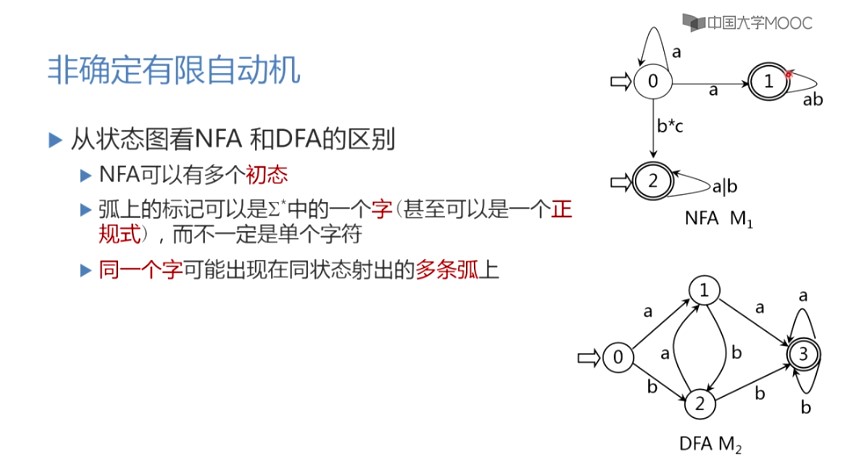 中国大学MOOC
非确定有限自动机
从状态图看NFA 和DFA的区别
NFA可以有多个初态
弧上的标记可以是Σ*中的一个字(甚至可以是一个正
规式)，而不一定是单个字符
同一个字可能出现在同状态射出的多条弧上
a
0
a
1
ab
b*c
2
a|b
NFA M₁
1
a
a
a
0
a
b
3
b
2
b
b
DFA M₂